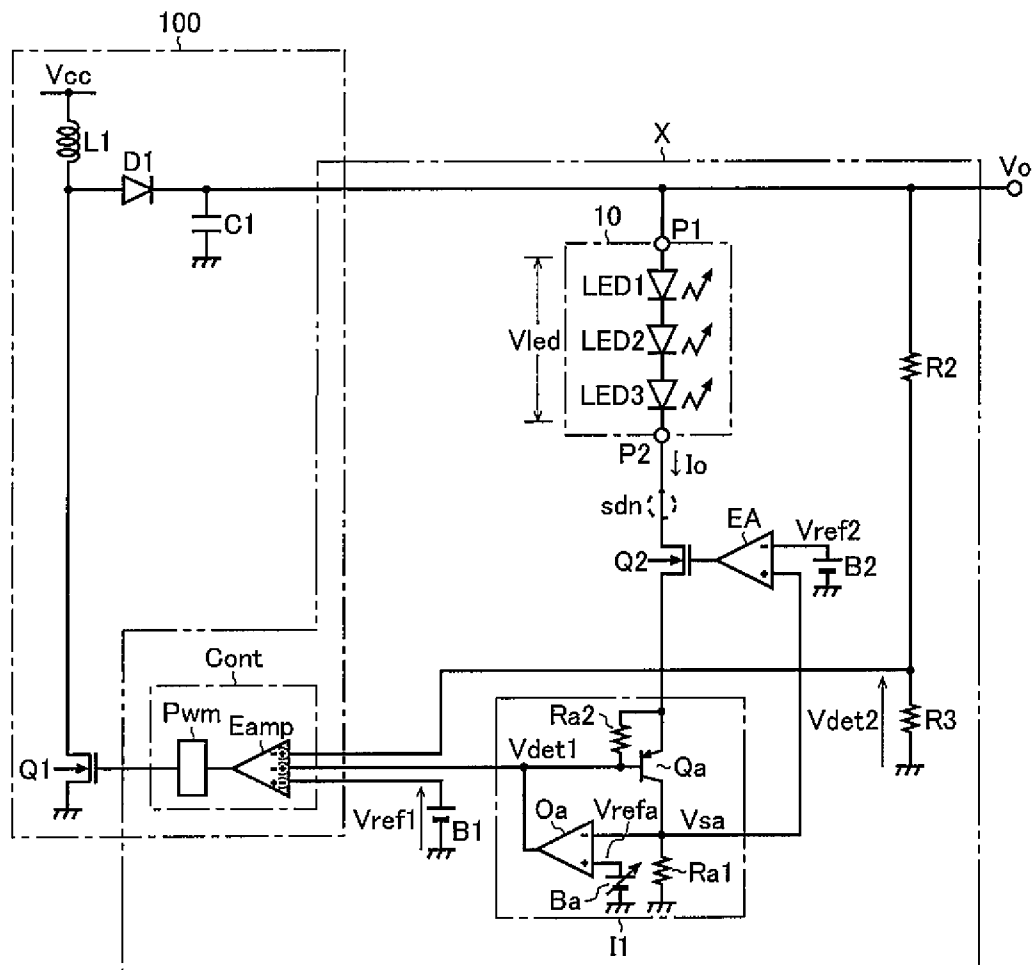 100
Vcc
L1
D1
C1
X
Vo
10
P1
LED1
LED2
LED3
Vled
R2
P2
↓Io
sdn
EA
Vref2
Q2
B2
-
+
Cont
Pwm
Eamp
Ra2
Vdet1
Qa
Vdet2
R3
Q1
-
+
+
Vref1
B1
Oa
Vrefa
Vsa
-
+
Ba
Ra1
I1